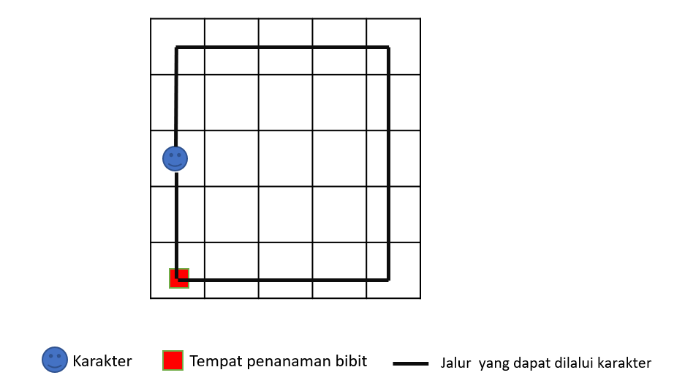 Karakter
Tempat penanaman bibit
Jalur yang dapat dilalui karakter